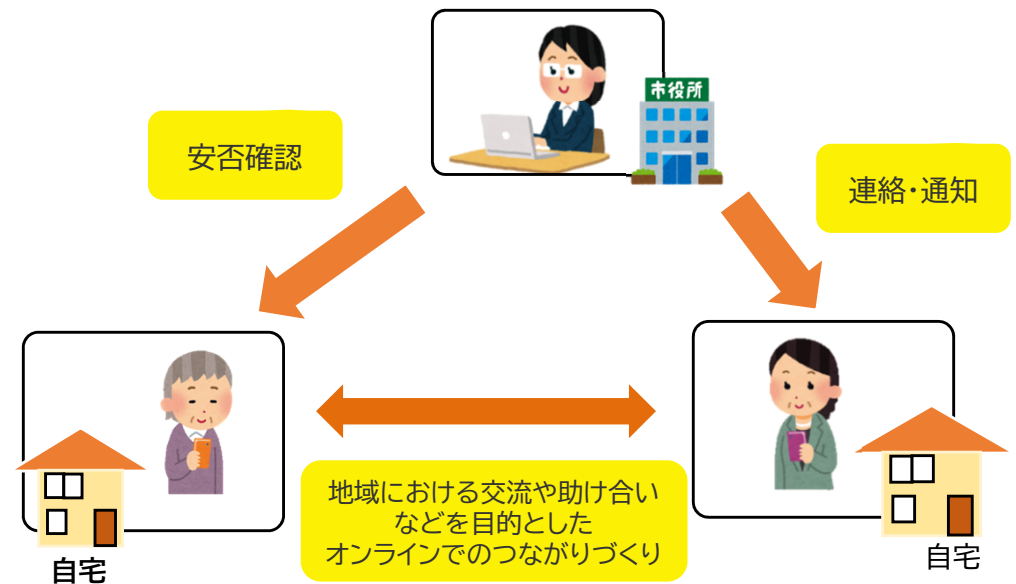 市役所
安否確認
連絡・通知
地域における交流や助け合い
などを目的とした
オンラインでのつながりづくり
自宅
自宅